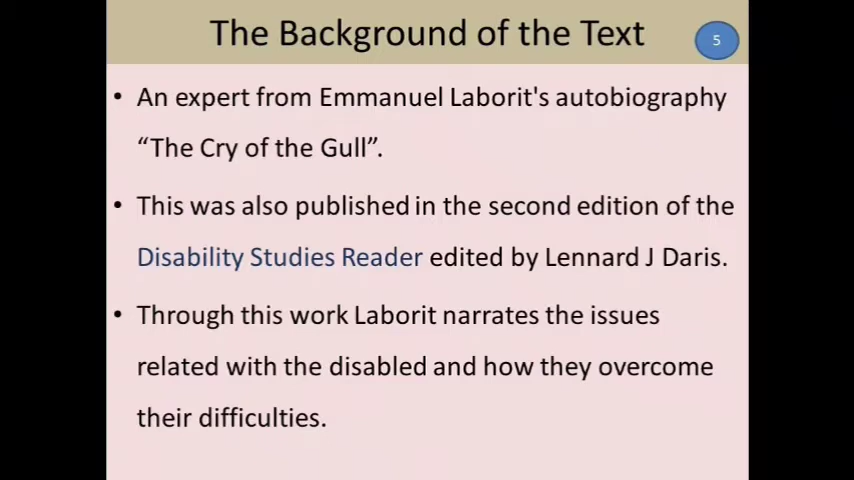 The Background of the Text
5
• An expert from Emmanuel Laborit's autobiography
“The Cry of the Gull”.
• This was also published in the second edition of the
Disability Studies Reader edited by Lennard J Daris.
• Through this work Laborit narrates the issues
related with the disabled and how they overcome
their difficulties.